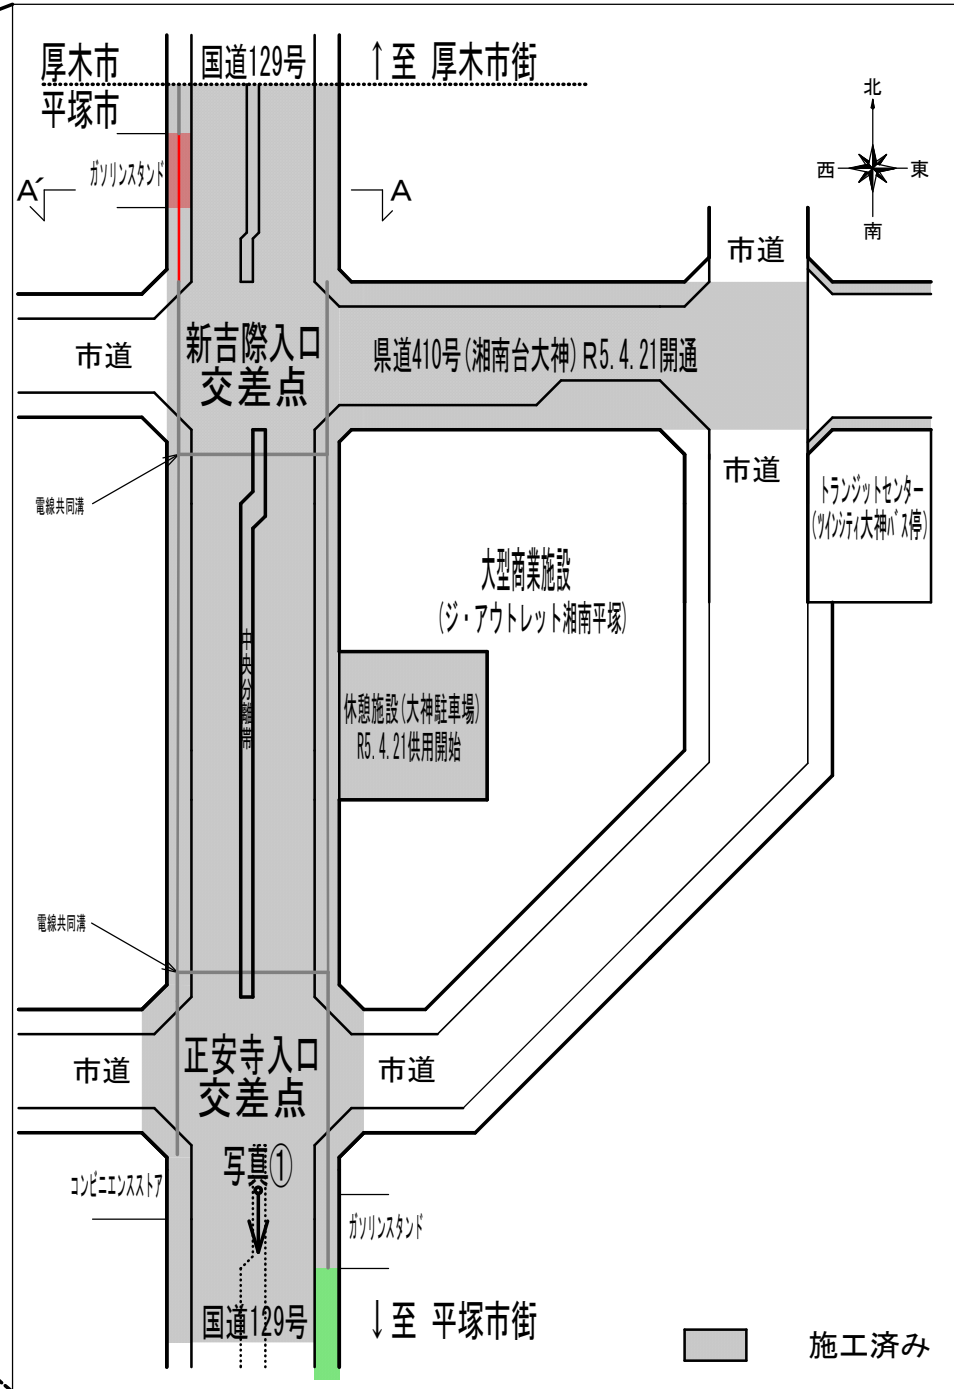 厚木市
国道129号
↑至 厚木市街
平塚市
北
西
東
南
ガソリンスタンド
A´
A
市道
市道
新吉際入口
交差点
県道410号(湘南台大神)R5.4.21開通
市道
電線共同溝
トランジットセンター
(ツインシティ大神バス停)
大型商業施設
(ジ・アウトレット湘南平塚)
中央分離帯
休憩施設(大神駐車場)
R5.4.21供用開始
電線共同溝
市道
正安寺入口
交差点
市道
写真①
コンビニエンスストア
ガソリンスタンド
国道129号
↓至 平塚市街
施工済み